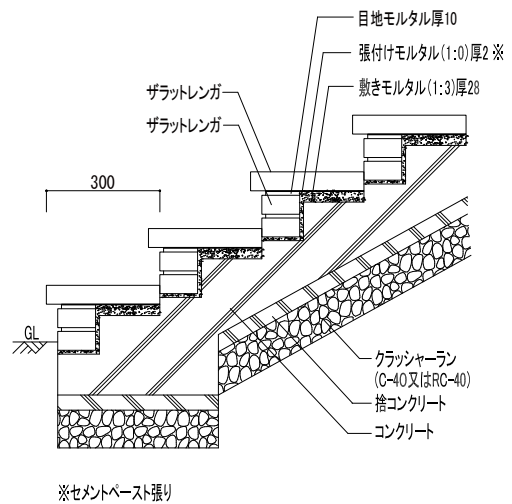 目地モルタル厚10
張付けモルタル(1:0)厚2 ※
敷きモルタル(1:3)厚28
ザラットレンガ
ザラットレンガ
300
GL
クラッシャーラン
(C-40又はRC-40)
捨コンクリート
コンクリート
※セメントペースト張り